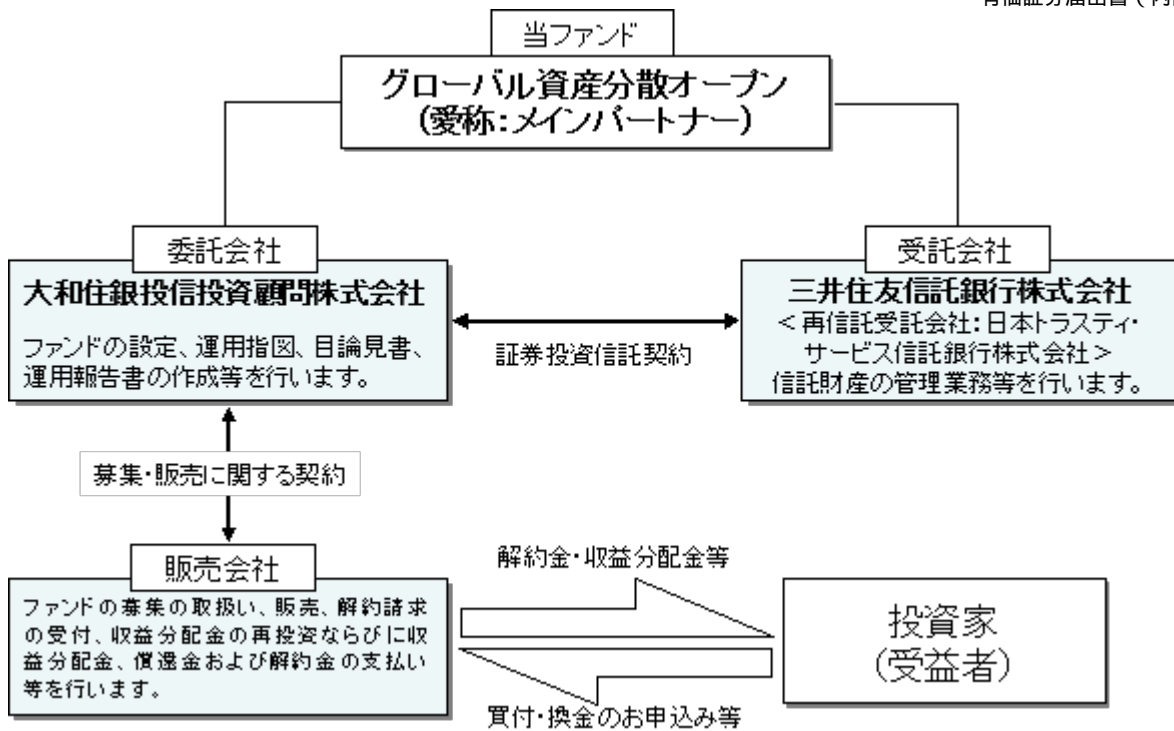 当ファンド
グローバル資産分散オープン
(愛称:メインパートナー)
委託会社
大和住銀投信投資顧問株式会社
ファンドの設定、運用指図、目論見書、
運用報告書の作成等を行います。
証券投資信託契約
受託会社
三井住友信託銀行株式会社
<再信託受託会社:日本トラスティ・
サービス信託銀行株式会社>
信託財産の管理業務等を行います。
募集・販売に関する契約
販売会社
ファンドの募集の取扱い、販売、解約請求
の受付、収益分配金の再投資ならびに収
益分配金、償還金および解約金の支払い
等を行います。
解約金・収益分配金等
買付・換金のお申込み等
投資家
(受益者)